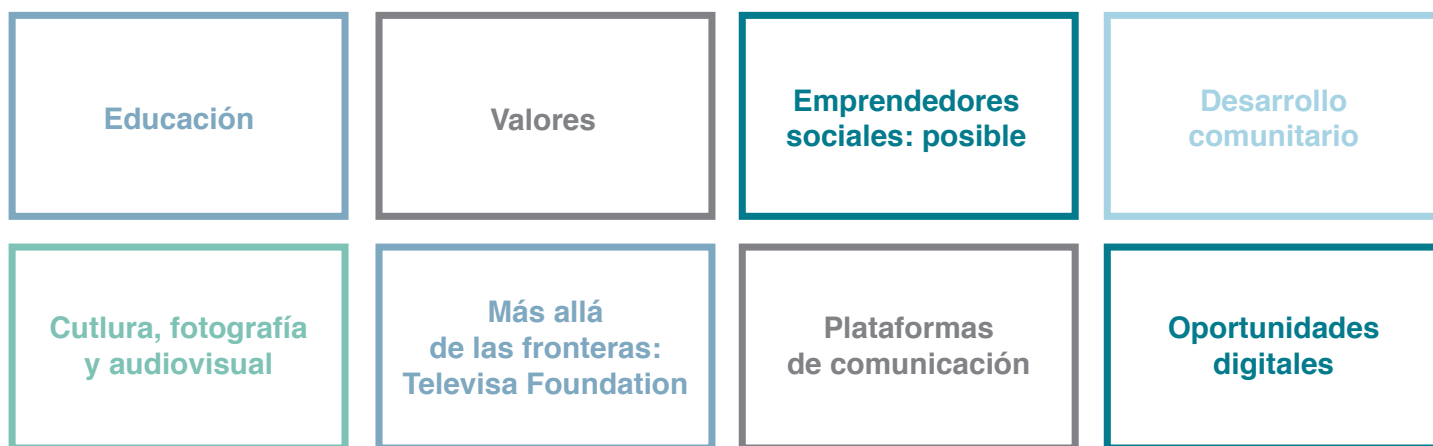 Educación
Valores
Emprendedores
sociales: posible
Desarrollo
comunitario
Cutlura, fotografía
y audiovisual
Más allá
de las fronteras:
Televisa Foundation
Plataformas
de comunicación
Oportunidades
digitales